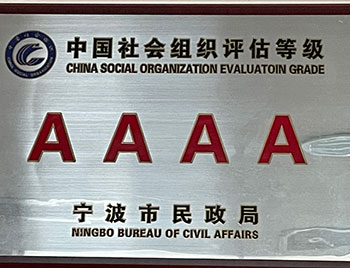 中国社会组织评估等级
CHINA SOCIAL ORGANIZATION EVALUATOIN GRADE
AAAA
宁波市民政局
NINGBO BUREAU OF CIVIL AFFAIRS